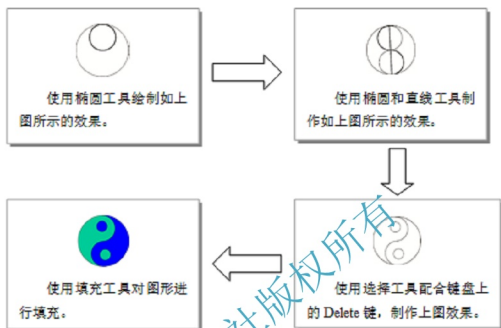 使用椭圆工具绘制如上
图所示的效果。
使用椭圆和直线工具制
作如上图所示的效果。
使用填充工具对图形进
行填充。
使用选择工具配合键盘上
的 Delete 键，制作上图效果。
社版权所有